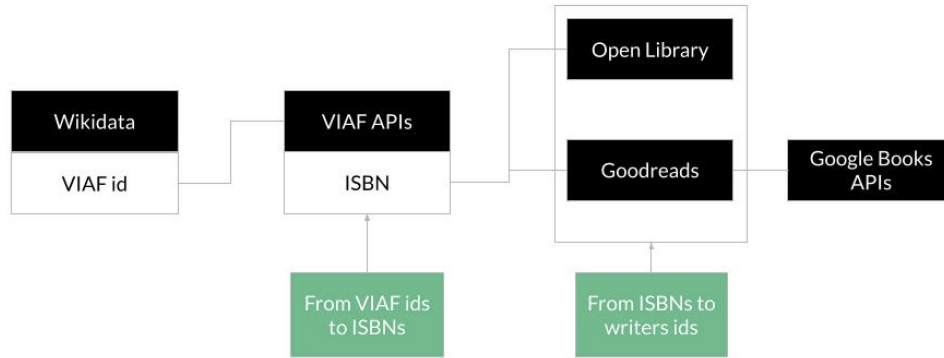 Open Library
Wikidata
VIAF APIs
VIAF id
ISBN
Goodreads
Google Books
APIs
From VIAF ids
to ISBNs
From ISBNs to
writers ids